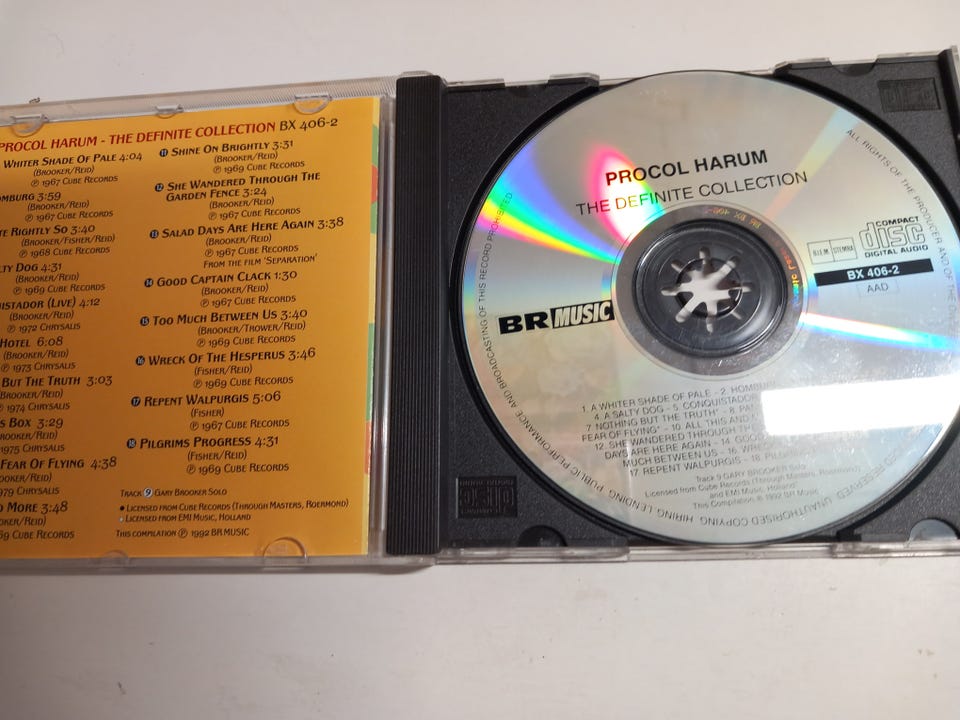 PROCOL HARUM - THE DEFINITE COLLECTION BX 406-2
WHITER SHADE OF PALE 4:04
(BROOKER/REID)
℗ 1967 CUBE RECORDS
3:59
(BROOKER/REID)
℗ 1967 CUBE RECORDS
RIGHTLY SO 3:40
(BROOKER/FISHER/REID)
℗ 1968 CUBE RECORDS
DOG 4:31
(BROOKER/REID)
℗ 1969 CUBE RECORDS
(LIVE) 4:12
(BROOKER/REID)
℗ 1972 CHRYSALIS
HOTEL 6:08
(BROOKER/REID)
℗ 1973 CHRYSALIS
BUT THE TRUTH 3:03
(BROOKER/REID)
℗ 1974 CHRYSALIS
BOX 3:29
(BROOKER/REID)
CHRYSALIS
FEAR OF FLYING 4:38
CHRYSALIS
MORE 3:48
CUBE RECORDS
11 SHINE ON BRIGHTLY 3:31
(BROOKER/REID)
℗ 1969 CUBE RECORDS
12 SHE WANDERED THROUGH THE
GARDEN FENCE 3:24
(BROOKER/REID)
℗ 1967 CUBE RECORDS
13 SALAD DAYS ARE HERE AGAIN 3:38
(BROOKER/REID)
℗ 1967 CUBE RECORDS
FROM THE FILM 'SEPARATION'
14 GOOD CAPTAIN CLACK 1:30
(BROOKER/REID)
℗ 1967 CUBE RECORDS
15 TOO MUCH BETWEEN US 3:40
(BROOKER/TROWER/REID)
℗ 1969 CUBE RECORDS
16 WRECK OF THE HESPERUS 3:46
(FISHER/REID)
℗ 1969 CUBE RECORDS
17 REPENT WALPURGIS 5:06
(FISHER)
℗ 1967 CUBE RECORDS
18 PILGRIMS PROGRESS 4:31
(FISHER/REID)
℗ 1969 CUBE RECORDS
TRACK 9 GARY BROOKER SOLO
● LICENSED FROM CUBE RECORDS (THROUGH MASTERS, ROERMOND)
○ LICENSED FROM EMI MUSIC, HOLLAND
THIS COMPILATION ℗ 1992 BR MUSIC
PROCOL HARUM
THE DEFINITE COLLECTION
BR MUSIC
BIEM STEMRA
COMPACT
disc
DIGITAL AUDIO
BX 406-2
AAD
1. A WHITER SHADE OF PALE - 2. HOMBURG
4. A SALTY DOG - 5. CONQUISTADOR
7. NOTHING BUT THE TRUTH* - 8.
FEAR OF FLYING* - 10. ALL THIS AND
12. SHE WANDERED THROUGH THE
DAYS ARE HERE AGAIN - 14. GOOD
MUCH BETWEEN US - 16.
17. REPENT WALPURGIS - 18.
Track 9 GARY BROOKER Solo
Licensed from Cube Records (Through Masters, Roermond)
and EMI Music, Holland*
This Compilation ℗ 1992 BR Music
ALL RIGHTS OF THE PRODUCER AND OF THE
RESERVED. UNAUTHORISED COPYING, HIRING, LENDING, PUBLIC PERFORMANCE AND BROADCASTING OF THIS RECORD PROHIBITED